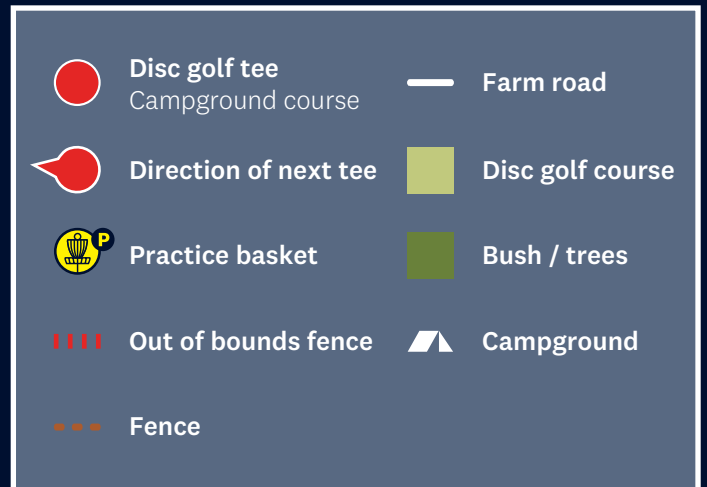 Disc golf tee
Campground course
Direction of next tee
P
Practice basket
Out of bounds fence
Fence
Farm road
Disc golf course
Bush / trees
Campground